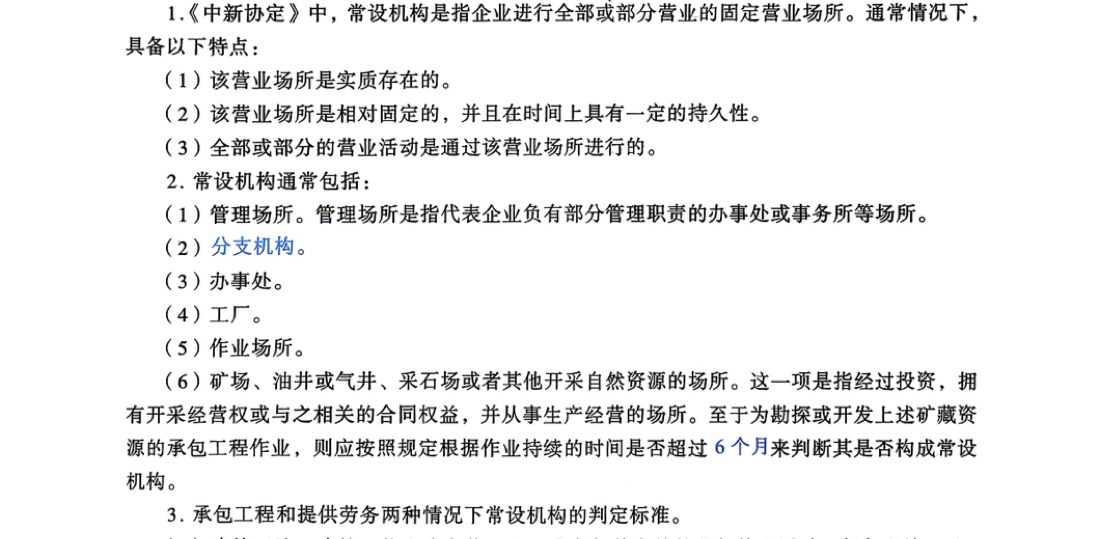 1.《中新协定》中，常设机构是指企业进行全部或部分营业的固定营业场所。通常情况下，
具备以下特点：
（1）该营业场所是实质存在的。
（2）该营业场所是相对固定的，并且在时间上具有一定的持久性。
（3）全部或部分的营业活动是通过该营业场所进行的。
2. 常设机构通常包括：
（1）管理场所。管理场所是指代表企业负有部分管理职责的办事处或事务所等场所。
（2）分支机构。
（3）办事处。
（4）工厂。
（5）作业场所。
（6）矿场、油井或气井、采石场或者其他开采自然资源的场所。这一项是指经过投资，拥
有开采经营权或与之相关的合同权益，并从事生产经营的场所。至于为勘探或开发上述矿藏资
源的承包工程作业，则应按照规定根据作业持续的时间是否超过 6 个月来判断其是否构成常设
机构。
3. 承包工程和提供劳务两种情况下常设机构的判定标准。